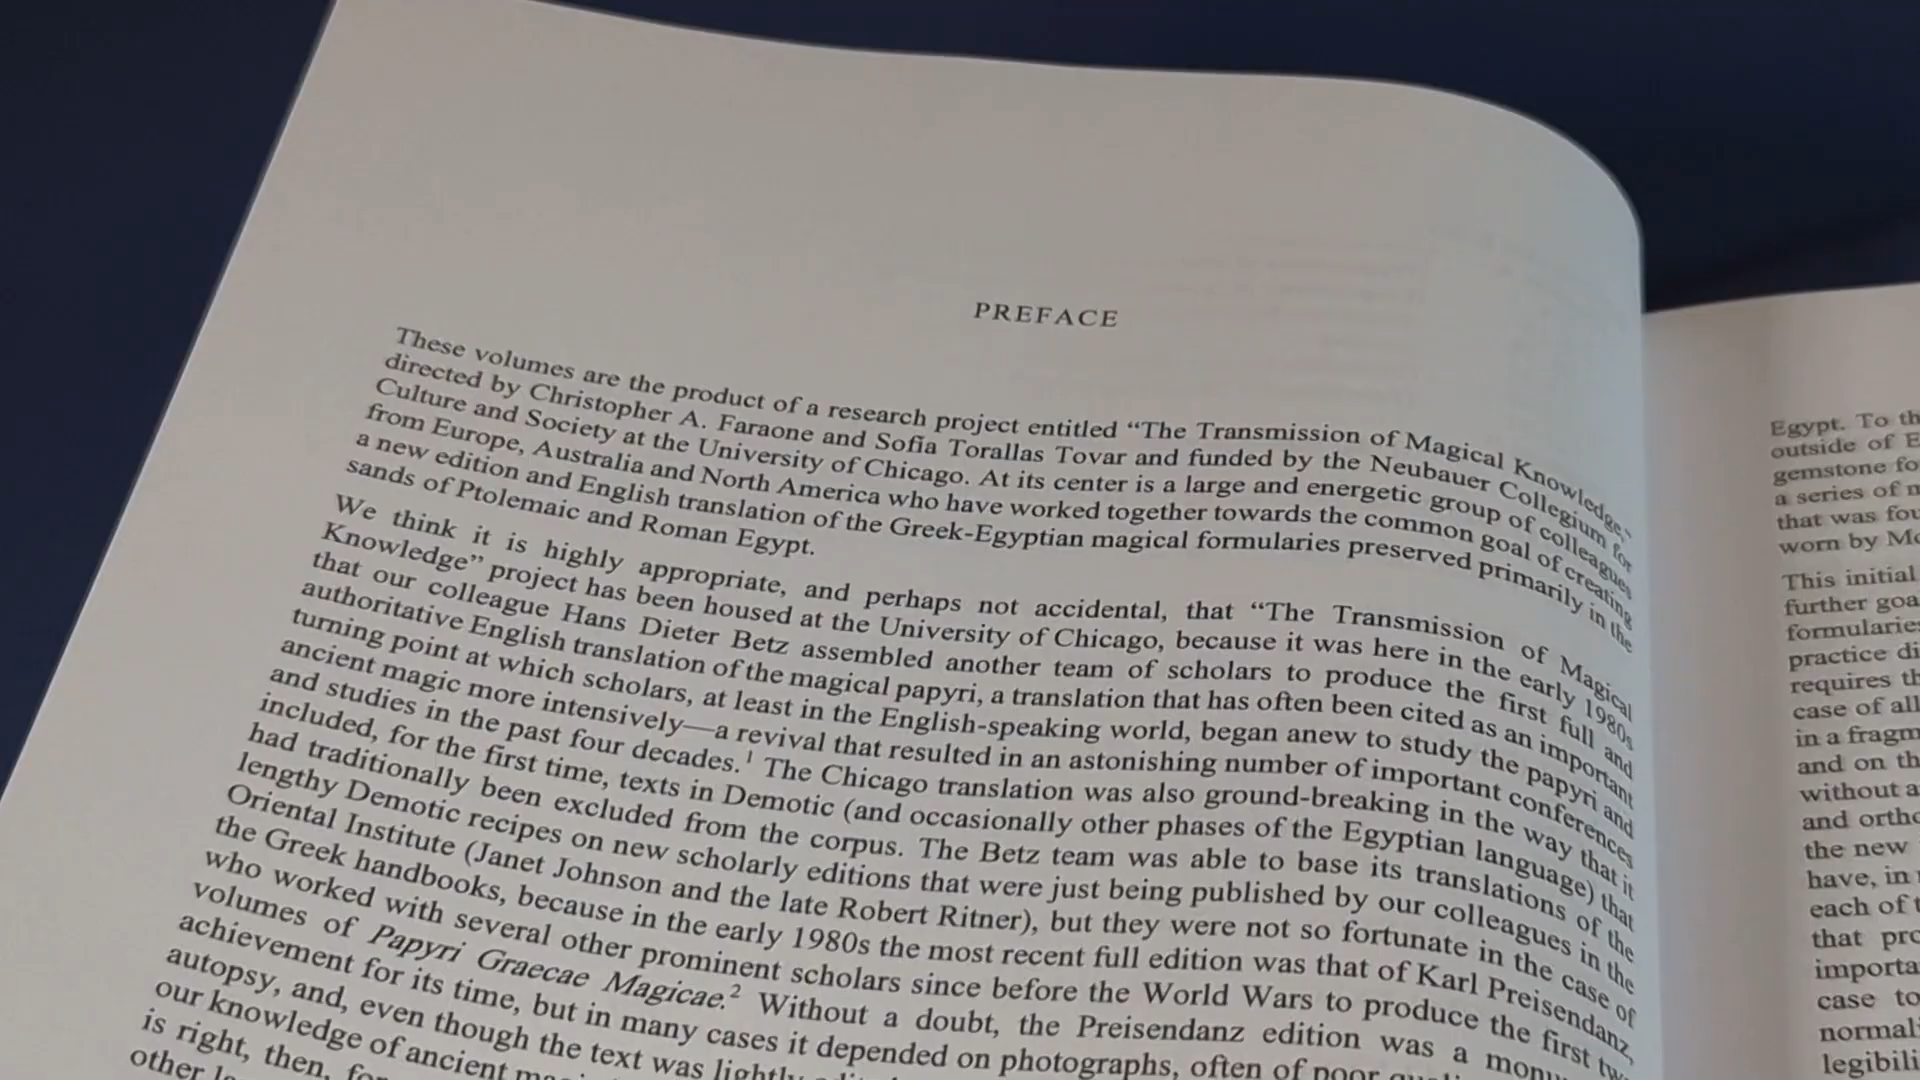 PREFACE
These volumes are the product of a research project entitled “The Transmission of Magical Knowledge,”
directed by Christopher A. Faraone and Sofia Torallas Tovar and funded by the Neubauer Collegium for
Culture and Society at the University of Chicago. At its center is a large and energetic group of colleagues
from Europe, Australia and North America who have worked together towards the common goal of creating
a new edition and English translation of the Greek-Egyptian magical formularies preserved primarily in the
sands of Ptolemaic and Roman Egypt.
We think it is highly appropriate, and perhaps not accidental, that “The Transmission of Magical
Knowledge” project has been housed at the University of Chicago, because it was here in the early 1980s
that our colleague Hans Dieter Betz assembled another team of scholars to produce the first full and
authoritative English translation of the magical papyri, a translation that has often been cited as an important
turning point at which scholars, at least in the English-speaking world, began anew to study the papyri and
ancient magic more intensively—a revival that resulted in an astonishing number of important conferences
and studies in the past four decades.¹ The Chicago translation was also ground-breaking in the way that it
included, for the first time, texts in Demotic (and occasionally other phases of the Egyptian language) that
had traditionally been excluded from the corpus. The Betz team was able to base its translations of the
lengthy Demotic recipes on new scholarly editions that were just being published by our colleagues in the
Oriental Institute (Janet Johnson and the late Robert Ritner), but they were not so fortunate in the case of
the Greek handbooks, because in the early 1980s the most recent full edition was that of Karl Preisendanz,
who worked with several other prominent scholars since before the World Wars to produce the first tw
volumes of Papyri Graecae Magicae.² Without a doubt, the Preisendanz edition was a monu
achievement for its time, but in many cases it depended on photographs, often of poor
autopsy, and, even though the text was lightly
our knowledge of ancient
is right, then, for
other
Egypt. To th
outside of E
gemstone fo
a series of m
that was fou
worn by Mo
This initial
further goa
formularies
practice di
requires th
case of all
in a fragm
and on th
without a
and ortho
the new
have, in
each of t
that pro
importa
case to
normali
legibili